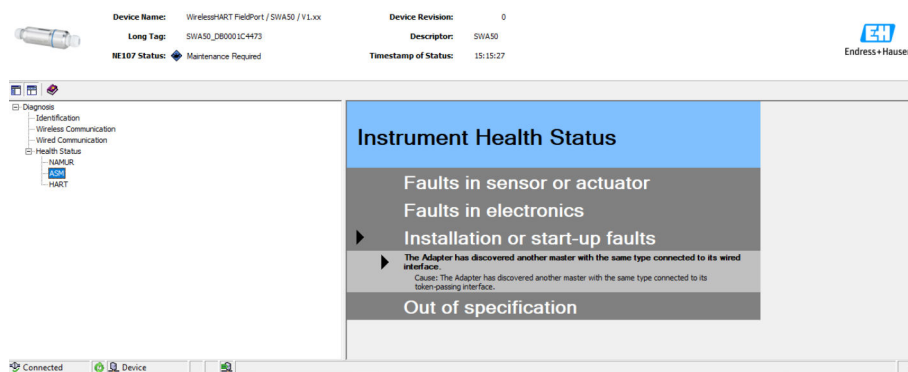 Device Name: WirelessHART FieldPort / SWA50 / V1.xx Device Revision: 0
Long Tag: SWA50_DB0001C4473 Descriptor: SWA50
NE107 Status: Maintenance Required Timestamp of Status: 15:15:27
EH
Endress+Hauser
Diagnosis
Identification
Wireless Communication
Wired Communication
Health Status
NAMUR
ASM
HART
Instrument Health Status
Faults in sensor or actuator
Faults in electronics
Installation or start-up faults
The Adapter has discovered another master with the same type connected to its wired
interface.
Cause: The Adapter has discovered another master with the same type connected to its
token-passing interface.
Out of specification
Connected Device